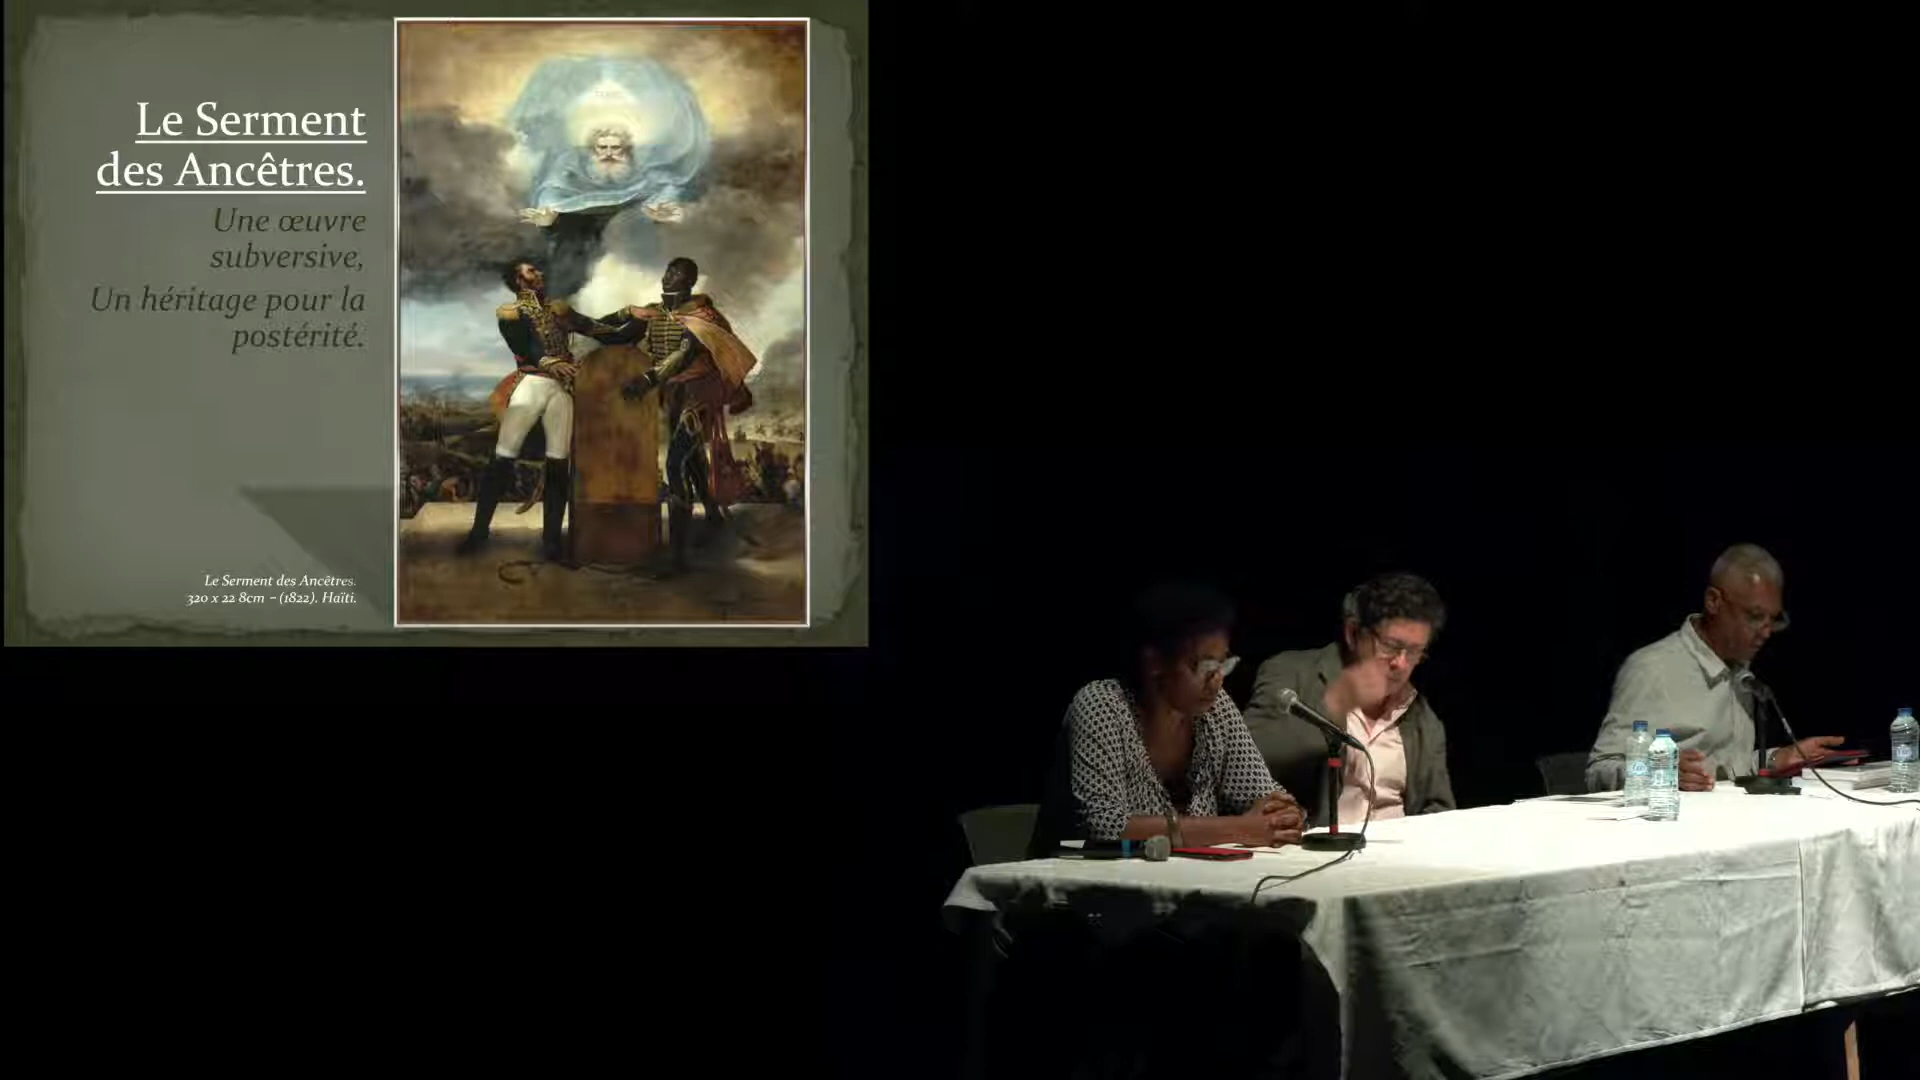 Le Serment
des Ancêtres.
Une œuvre
subversive,
Un héritage pour la
postérité.
Le Serment des Ancêtres.
320 x 22 8cm – (1822). Haïti.